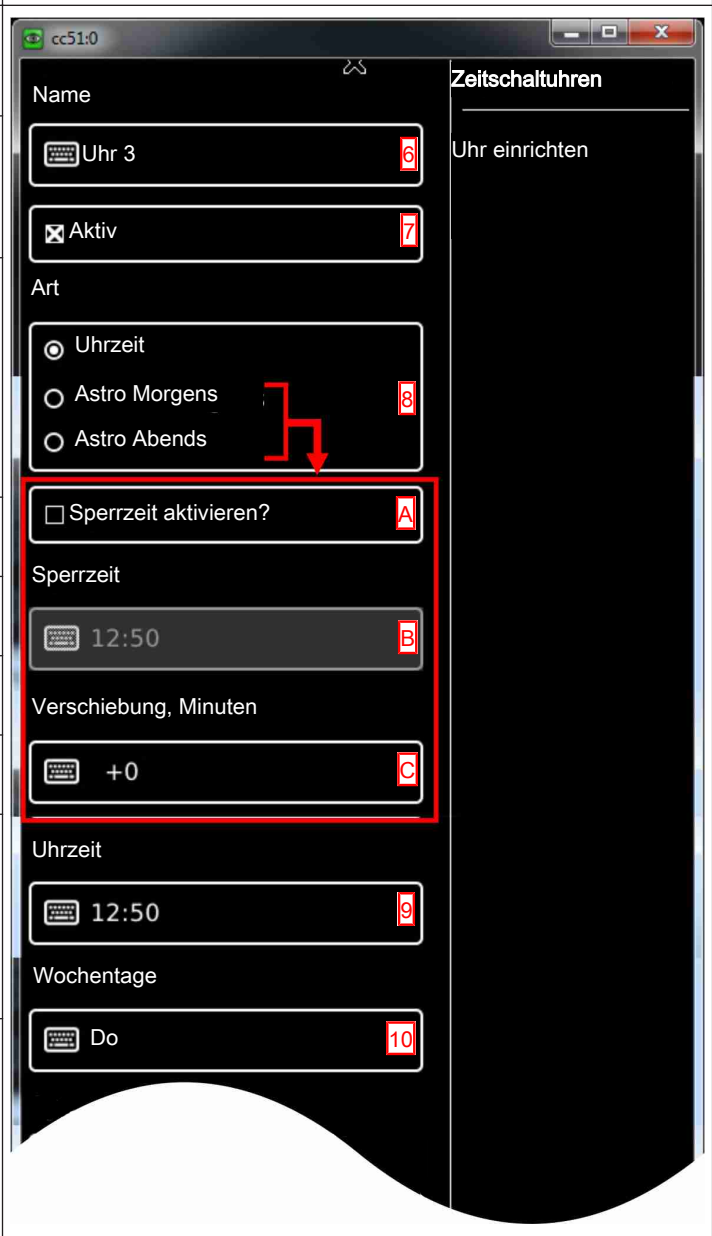 cc51:0
Name
Uhr 3 6
Aktiv 7
Art
Uhrzeit
Astro Morgens 8
Astro Abends
Sperrzeit aktivieren? A
Sperrzeit
12:50 B
Verschiebung, Minuten
+0 C
Uhrzeit
12:50 9
Wochentage
Do 10
Zeitschaltuhren
Uhr einrichten